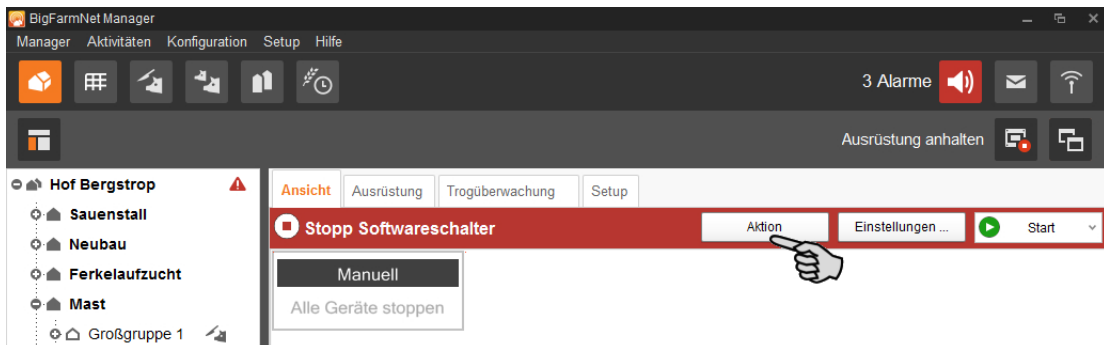 BigFarmNet Manager
Manager Aktivitäten Konfiguration Setup Hilfe
3 Alarme
Ausrüstung anhalten
Hof Bergstrop
Sauenstall
Neubau
Ferkelaufzucht
Mast
Großgruppe 1
Ansicht Ausrüstung Trogüberwachung Setup
Stopp Softwareschalter Aktion Einstellungen ... Start
Manuell
Alle Geräte stoppen